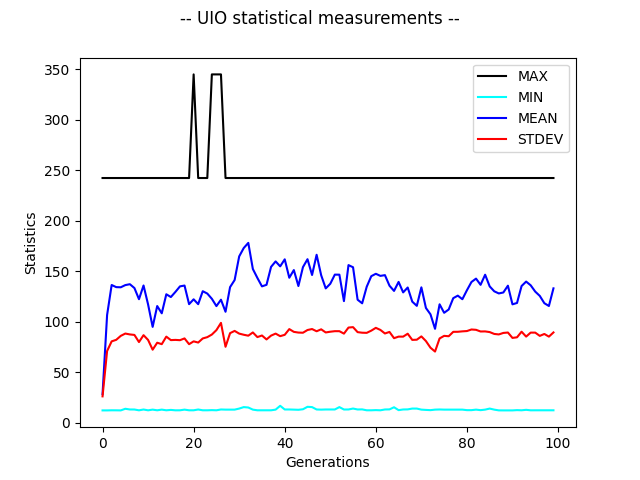 -- UIO statistical measurements --
350
300
250
200
150
100
50
0
Statistics
MAX
MIN
MEAN
STDEV
0 20 40 60 80 100
Generations